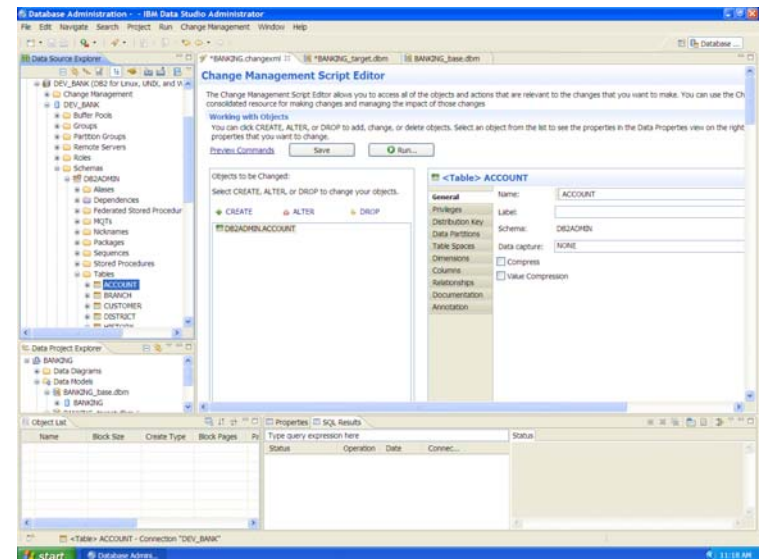 Database Administration - - IBM Data Studio Administrator
File Edit Navigate Search Project Run Change Management Window Help
Database ...
Data Source Explorer
*BANKING.changexml *BANKING_target.dbm BANKING_base.dbm
DEV_BANK (DB2 for Linux, UNIX, and W
Change Management
DEV_BANK
Buffer Pools
Groups
Partition Groups
Remote Servers
Roles
Schemas
DB2ADMIN
Aliases
Dependences
Federated Stored Procedur
MQTs
Nicknames
Packages
Sequences
Stored Procedures
Tables
ACCOUNT
BRANCH
CUSTOMER
DISTRICT
HISTORY
Change Management Script Editor
The Change Management Script Editor allows you to access all of the objects and actions that are relevant to the changes that you want to make. You can use the Ch
consolidated resource for making changes and managing the impact of those changes
Working with Objects
You can click CREATE, ALTER, or DROP to add, change, or delete objects. Select an object from the list to see the properties in the Data Properties view on the right
properties that you want to change.
Preview Commands Save Run...
Objects to be Changed:
Select CREATE, ALTER, or DROP to change your objects.
CREATE ALTER DROP
DB2ADMIN.ACCOUNT
<Table> ACCOUNT
General
Privileges
Distribution Key
Data Partitions
Table Spaces
Dimensions
Columns
Relationships
Documentation
Annotation
Name: ACCOUNT
Label:
Schema: DB2ADMIN
Data capture: NONE
Compress
Value Compression
Data Project Explorer
BANKING
Data Diagrams
Data Models
BANKING_base.dbm
BANKING
Object List
Name Block Size Create Type Block Pages
Properties SQL Results
Type query expression here
Status Operation Date Connec...
Status
<Table> ACCOUNT - Connection "DEV_BANK"
start Database Admini... 11:18 AM